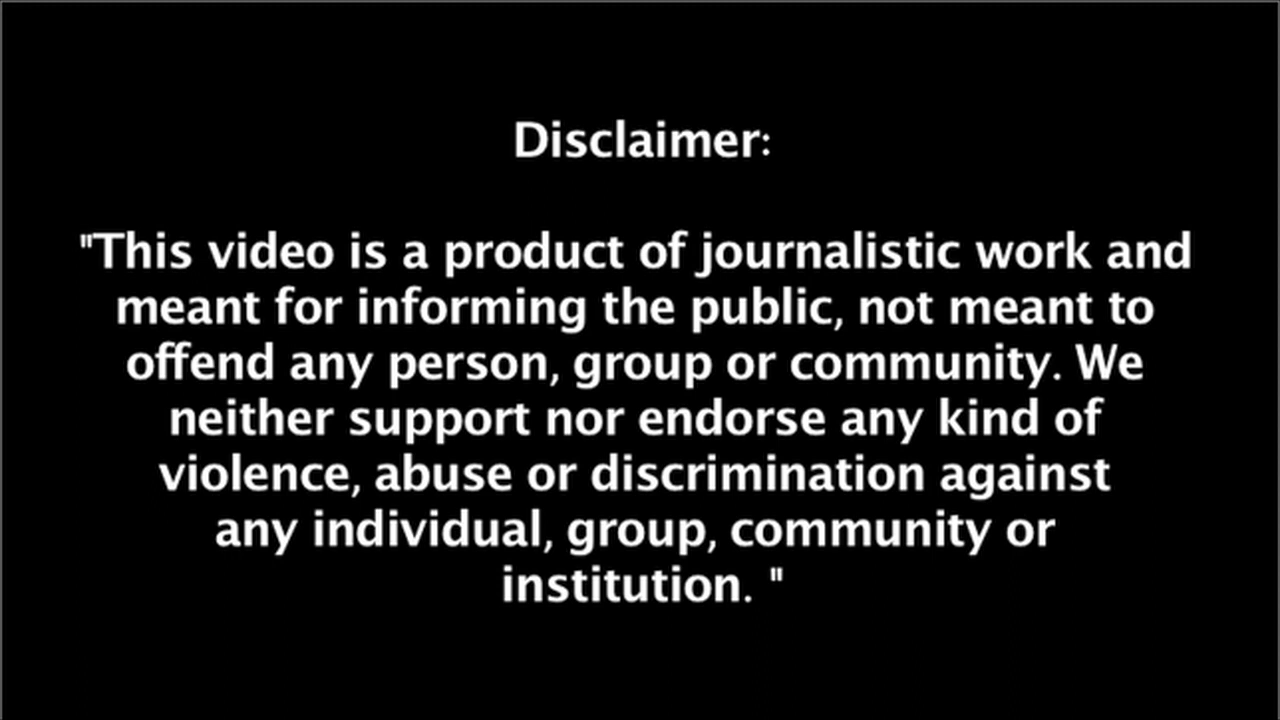 Disclaimer:
"This video is a product of journalistic work and
meant for informing the public, not meant to
offend any person, group or community. We
neither support nor endorse any kind of
violence, abuse or discrimination against
any individual, group, community or
institution. "